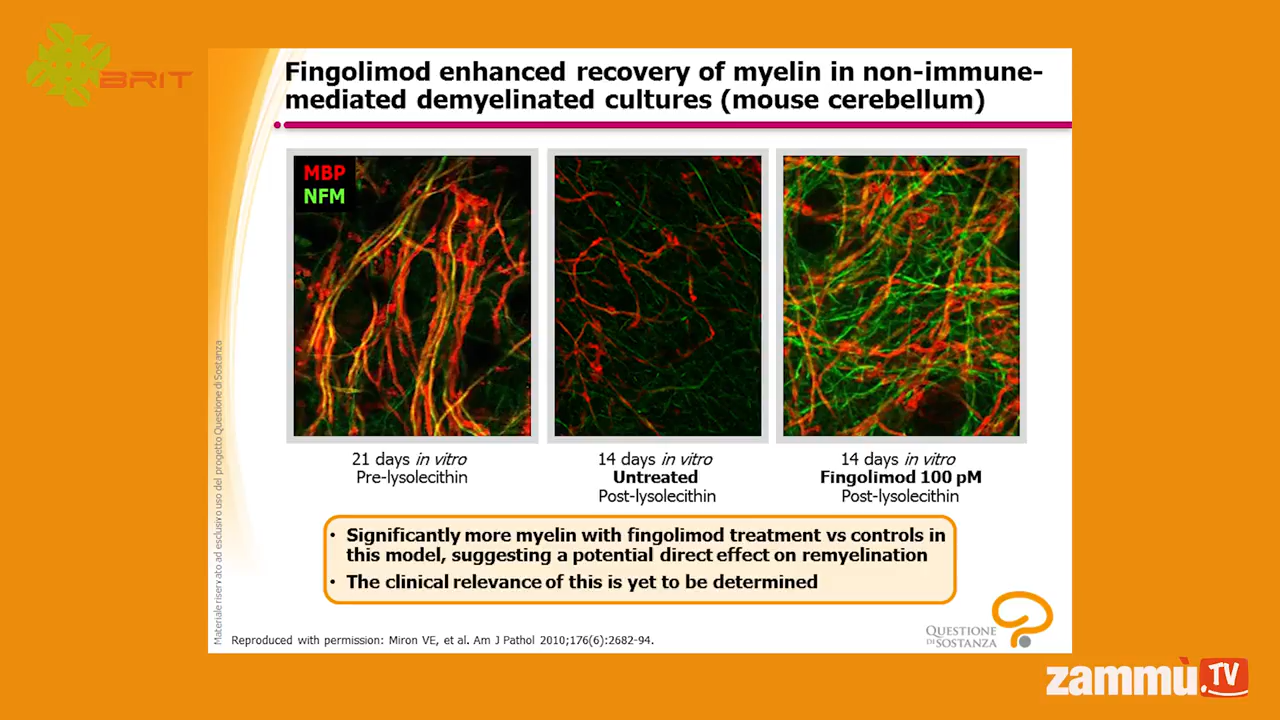 BRIT
Fingolimod enhanced recovery of myelin in non-immune-
mediated demyelinated cultures (mouse cerebellum)
MBP
NFM
21 days in vitro
Pre-lysolecithin
14 days in vitro
Untreated
Post-lysolecithin
14 days in vitro
Fingolimod 100 pM
Post-lysolecithin
• Significantly more myelin with fingolimod treatment vs controls in
this model, suggesting a potential direct effect on remyelination
• The clinical relevance of this is yet to be determined
Materiale riservato ad esclusivo uso del progetto Questione di Sostanza
Reproduced with permission: Miron VE, et al. Am J Pathol 2010;176(6):2682-94.
QUESTIONE
DI SOSTANZA
zammù.TV